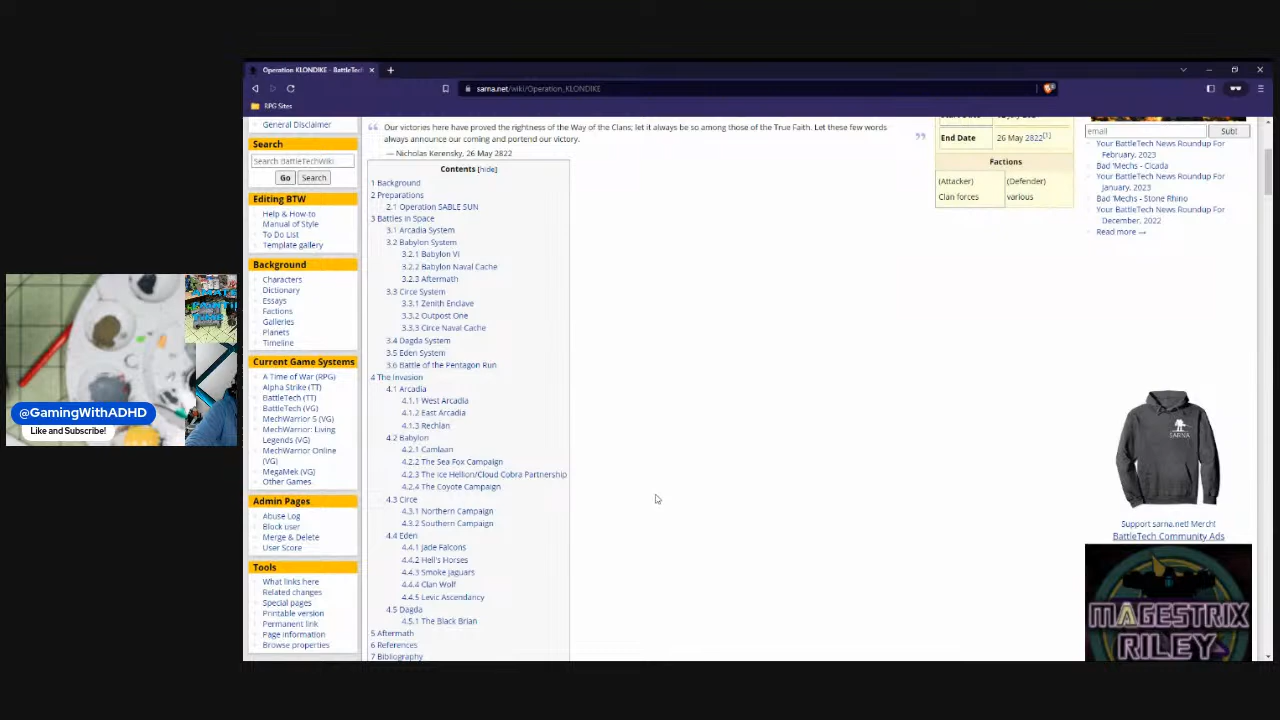 Operation KLONDIKE - BattleTec
sarna.net/wiki/Operation_KLONDIKE
RPG Sites
General Disclaimer
Search
Search BattleTechWiki
Go
Search
Editing BTW
Help & How-to
Manual of Style
To Do List
Template gallery
Background
Characters
Dictionary
Essays
Factions
Galleries
Planets
Timeline
Current Game Systems
A Time of War (RPG)
Alpha Strike (TT)
BattleTech (TT)
BattleTech (VG)
MechWarrior 5 (VG)
MechWarrior: Living
Legends (VG)
MechWarrior Online
(VG)
MegaMek (VG)
Other Games
Admin Pages
Abuse Log
Block user
Merge & Delete
User Score
Tools
What links here
Related changes
Special pages
Printable version
Permanent link
Page information
Browse properties
Our victories here have proved the rightness of the Way of the Clans; let it always be so among those of the True Faith. Let these few words
always announce our coming and portend our victory.
— Nicholas Kerensky, 26 May 2822
Contents [hide]
1 Background
2 Preparations
2.1 Operation SABLE SUN
3 Battles in Space
3.1 Arcadia System
3.2 Babylon System
3.2.1 Babylon VI
3.2.2 Babylon Naval Cache
3.2.3 Aftermath
3.3 Circe System
3.3.1 Zenith Enclave
3.3.2 Outpost One
3.3.3 Circe Naval Cache
3.4 Dagda System
3.5 Eden System
3.6 Battle of the Pentagon Run
4 The Invasion
4.1 Arcadia
4.1.1 West Arcadia
4.1.2 East Arcadia
4.1.3 Rechlan
4.2 Babylon
4.2.1 Camlaan
4.2.2 The Sea Fox Campaign
4.2.3 The Ice Hellion/Cloud Cobra Partnership
4.2.4 The Coyote Campaign
4.3 Circe
4.3.1 Northern Campaign
4.3.2 Southern Campaign
4.4 Eden
4.4.1 Jade Falcons
4.4.2 Hell's Horses
4.4.3 Smoke Jaguars
4.4.4 Clan Wolf
4.4.5 Levic Ascendancy
4.5 Dagda
4.5.1 The Black Brian
5 Aftermath
6 References
7 Bibliography
End Date
26 May 2822[1]
Factions
(Attacker)
(Defender)
Clan forces
various
email
Sub!
Your BattleTech News Roundup For
February, 2023
Bad 'Mechs - Cicada
Your BattleTech News Roundup For
January, 2023
Bad 'Mechs - Stone Rhino
Your BattleTech News Roundup For
December, 2022
Read more →
SARNA
Support sarna.net! Merch!
BattleTech Community Ads
MAGESTRIX
RILEY
@GamingWithADHD
Like and Subscribe!